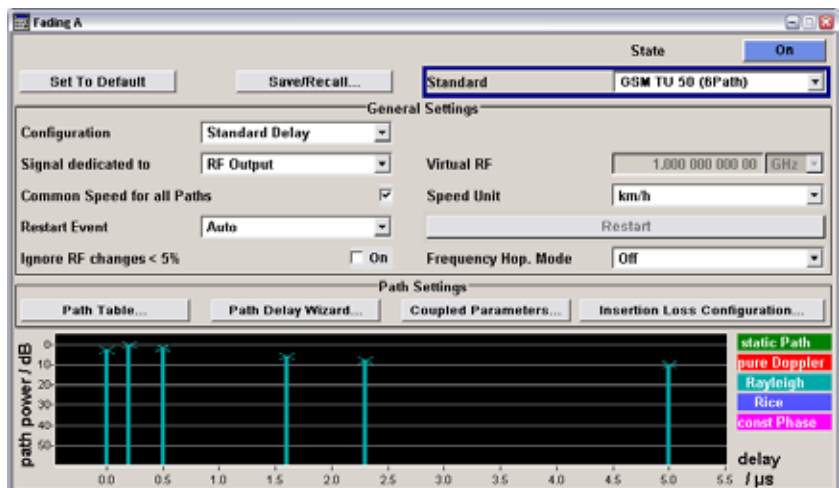 Fading A
State On
Set To Default Save/Recall... Standard GSM TU 50 (6Path)
General Settings
Configuration Standard Delay
Signal dedicated to RF Output Virtual RF 1.000 000 000 00 GHz
Common Speed for all Paths Speed Unit km/h
Restart Event Auto Restart
Ignore RF changes < 5% On Frequency Hop. Mode Off
Path Settings
Path Table... Path Delay Wizard... Coupled Parameters... Insertion Loss Configuration...
path power / dB
0
10
20
30
40
50
static Path
pure Doppler
Rayleigh
Rice
const Phase
0.0 0.5 1.0 1.5 2.0 2.5 3.0 3.5 4.0 4.5 5.0 5.5
delay
/ µs